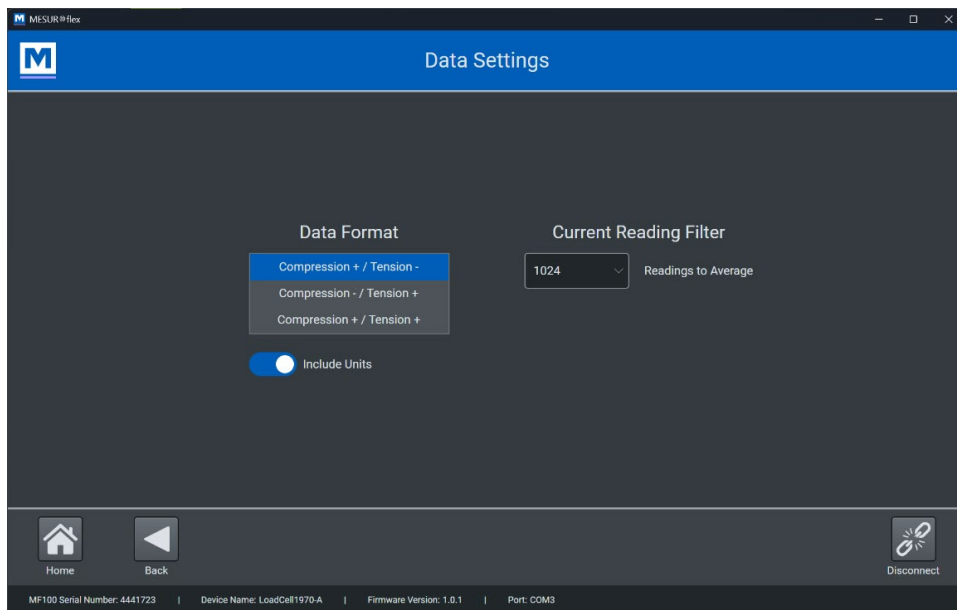 M MESUR®flex
M
Data Settings
Data Format
Compression + / Tension -
Compression - / Tension +
Compression + / Tension +
Include Units
Current Reading Filter
1024
Readings to Average
Home
Back
Disconnect
MF100 Serial Number: 4441723 | Device Name: LoadCell1970-A | Firmware Version: 1.0.1 | Port: COM3